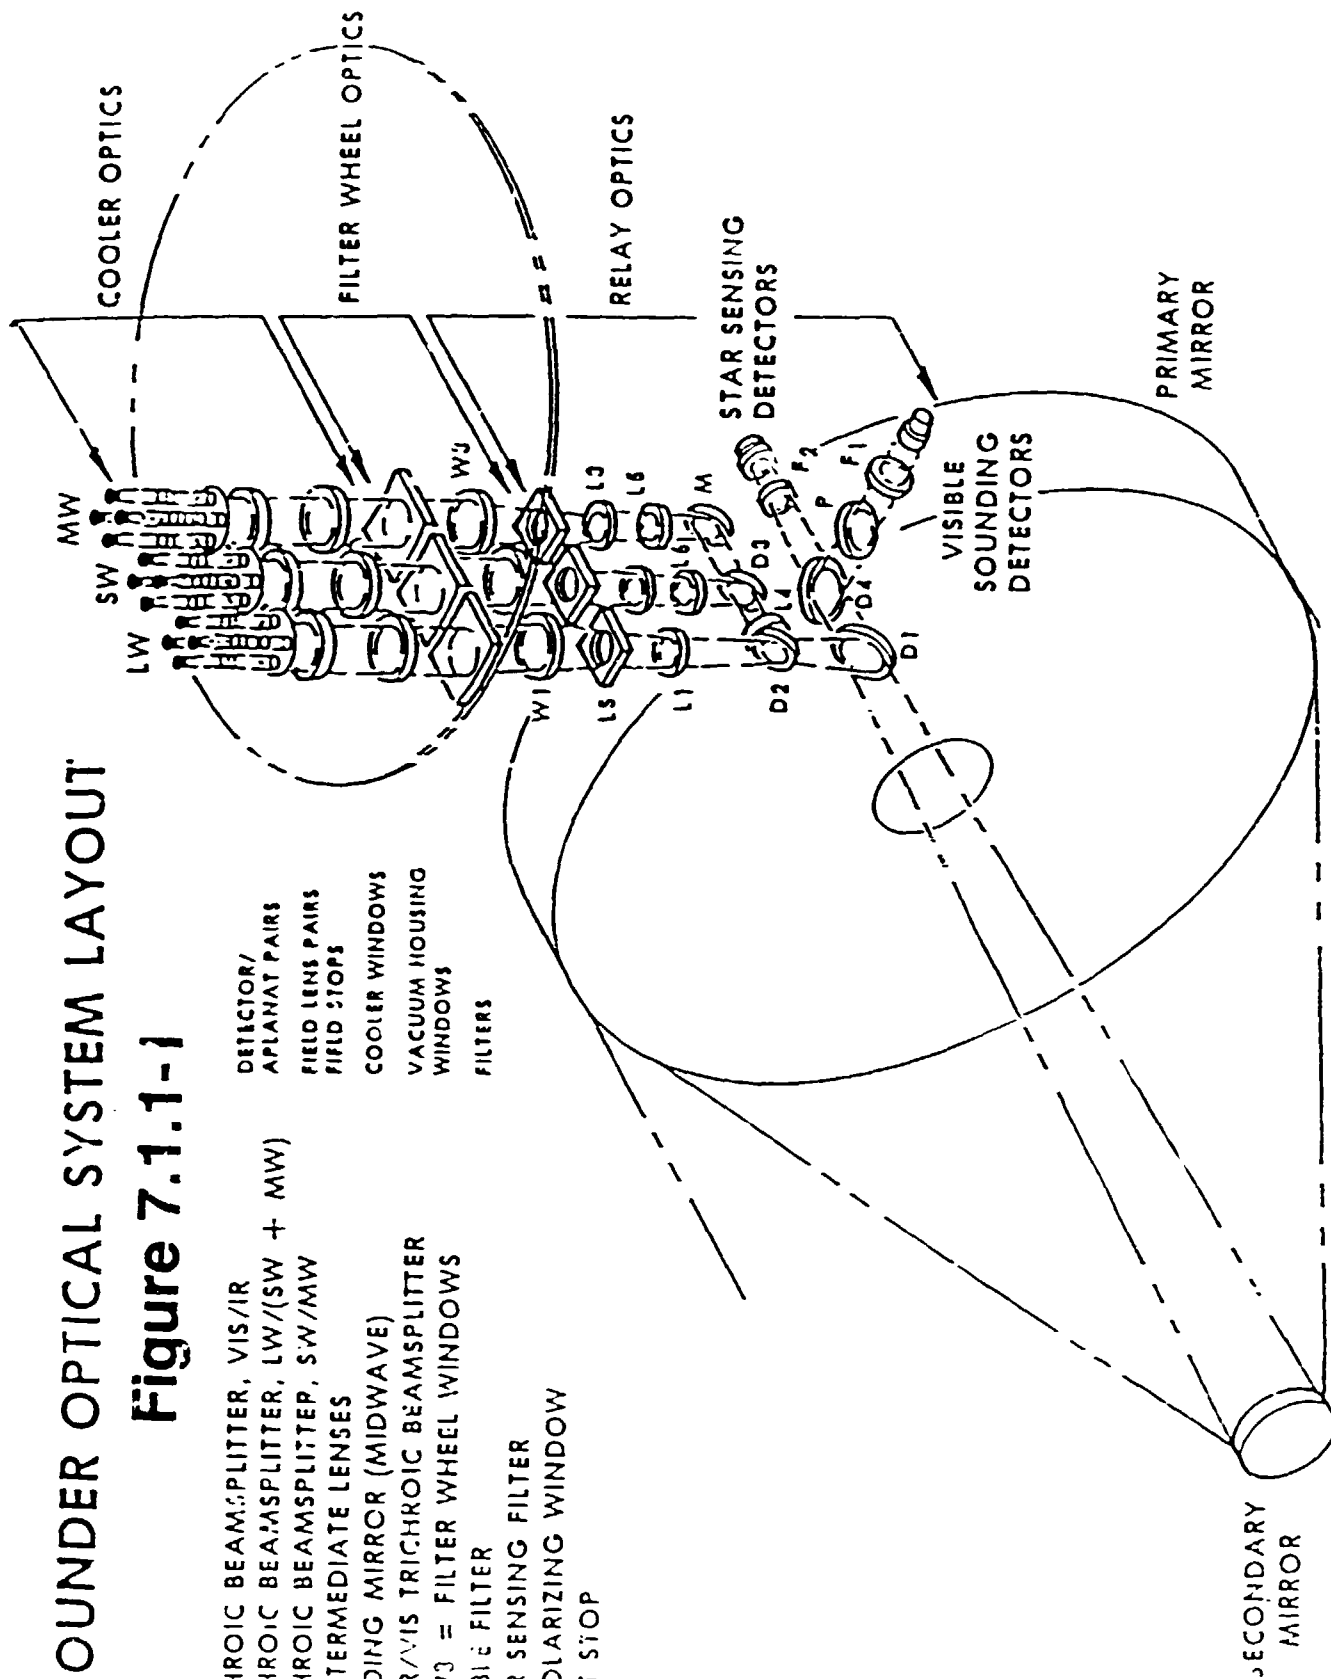 OUNDER OPTICAL SYSTEM LAYOUT
Figure 7.1.1-1
HROIC BEAMSPLITTER, VIS/IR
HROIC BEAMSPLITTER, LW/(SW + MW)
HROIC BEAMSPLITTER, SW/MW
TERMEDIATE LENSES
DING MIRROR (MIDWAVE)
R/VIS TRICHROIC BEAMSPLITTER
= FILTER WHEEL WINDOWS
FILTER
R SENSING FILTER
OLARIZING WINDOW
STOP
DETECTOR/
APLANAT PAIRS
FIELD LENS PAIRS
FIELD STOPS
COOLER WINDOWS
VACUUM HOUSING
WINDOWS
FILTERS
LW
SW
MW
COOLER OPTICS
FILTER WHEEL OPTICS
RELAY OPTICS
W1
W3
LS
L1
L3
L5
L6
M
D2
L4
D3
D1
D4
P
F1
F2
STAR SENSING
DETECTORS
VISIBLE
SOUNDING
DETECTORS
PRIMARY
MIRROR
SECONDARY
MIRROR